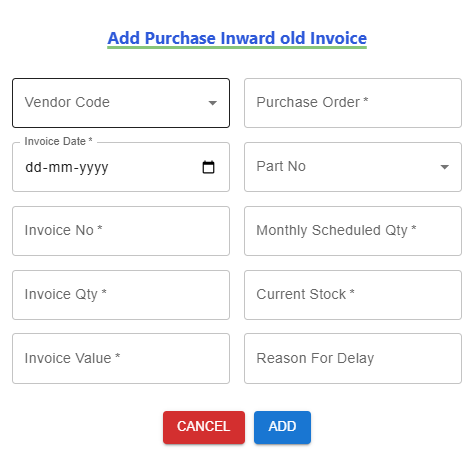 Add Purchase Inward old Invoice
Vendor Code
Purchase Order *
Invoice Date *
dd-mm-yyyy
Part No
Invoice No *
Monthly Scheduled Qty *
Invoice Qty *
Current Stock *
Invoice Value *
Reason For Delay
CANCEL
ADD